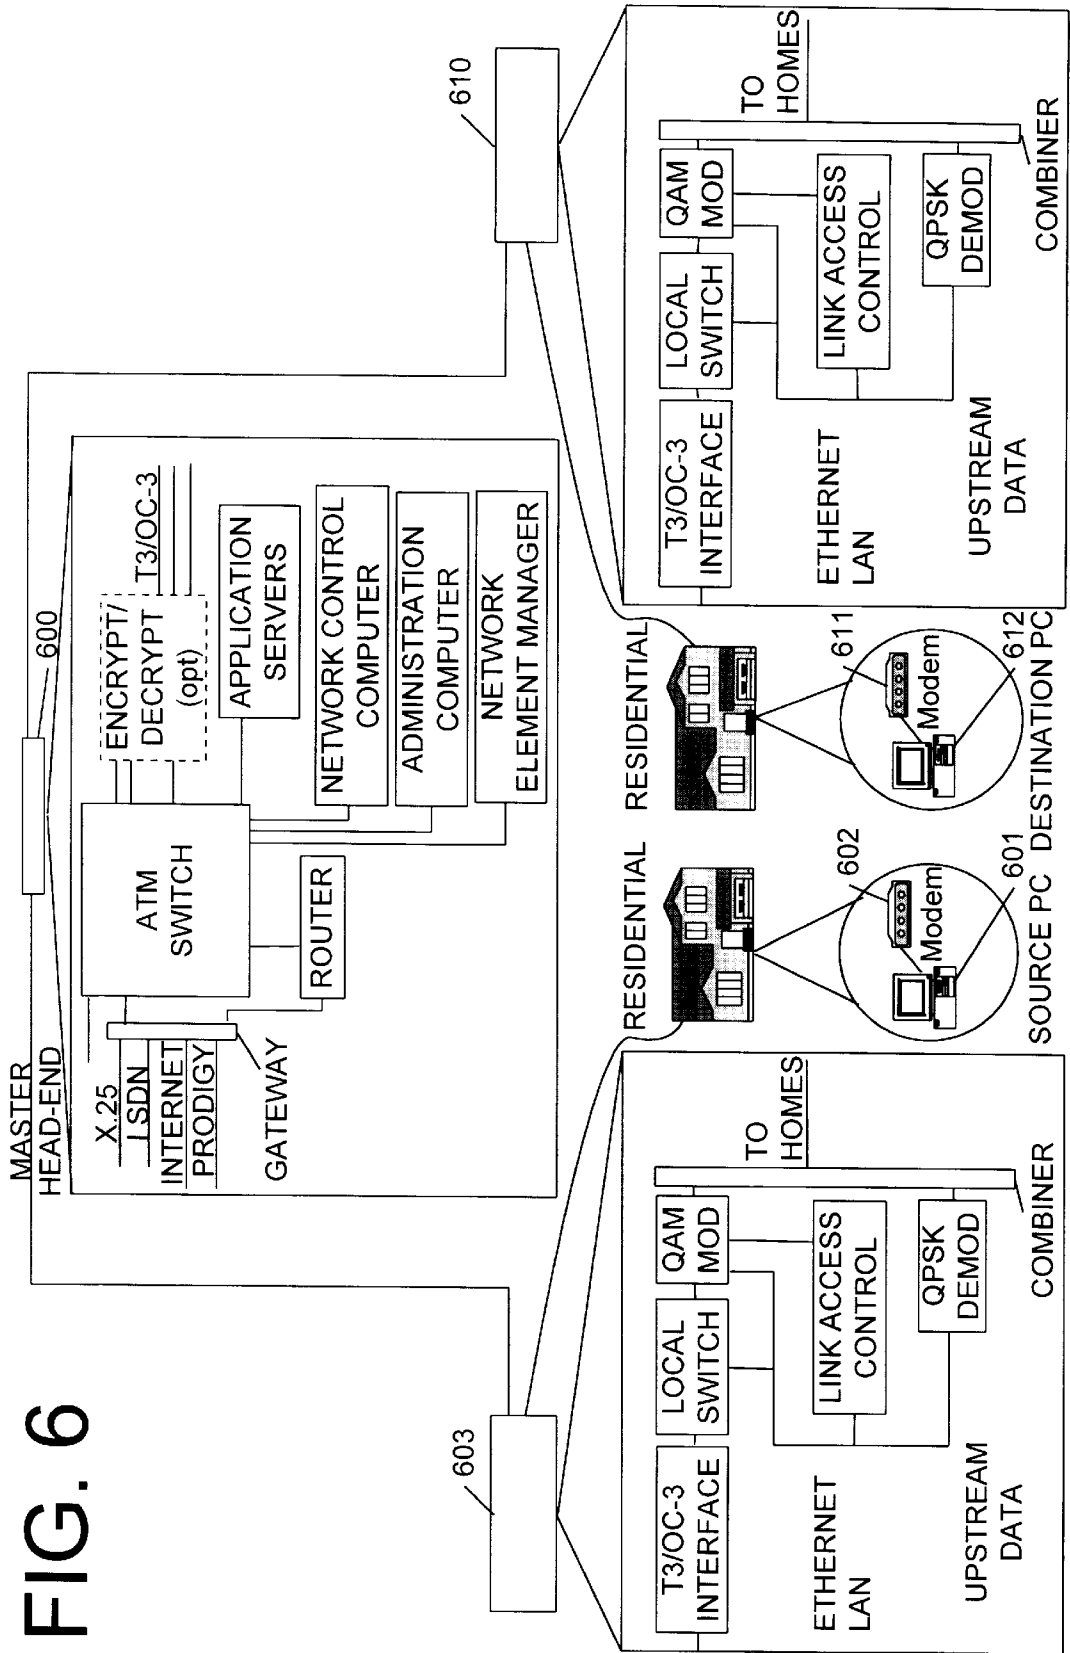 FIG. 6
MASTER
HEAD-END
600
X.25
ISDN
INTERNET
PRODIGY
GATEWAY
ATM
SWITCH
ROUTER
ENCRYPT/
DECRYPT
(opt)
T3/OC-3
APPLICATION
SERVERS
NETWORK CONTROL
COMPUTER
ADMINISTRATION
COMPUTER
NETWORK
ELEMENT MANAGER
603
610
T3/OC-3
INTERFACE
LOCAL
SWITCH
QAM
MOD
TO
HOMES
ETHERNET
LAN
LINK ACCESS
CONTROL
UPSTREAM
DATA
QPSK
DEMOD
COMBINER
RESIDENTIAL
602
Modem
601
SOURCE PC
RESIDENTIAL
611
Modem
612
DESTINATION PC
T3/OC-3
INTERFACE
LOCAL
SWITCH
QAM
MOD
TO
HOMES
ETHERNET
LAN
LINK ACCESS
CONTROL
UPSTREAM
DATA
QPSK
DEMOD
COMBINER